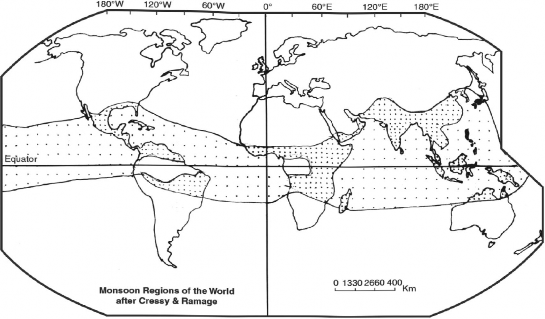 180°W 120°W 60°W 0° 60°E 120°E 180°E
Equator
Monsoon Regions of the World
after Cressy & Ramage
0 1330 2660 400
Km